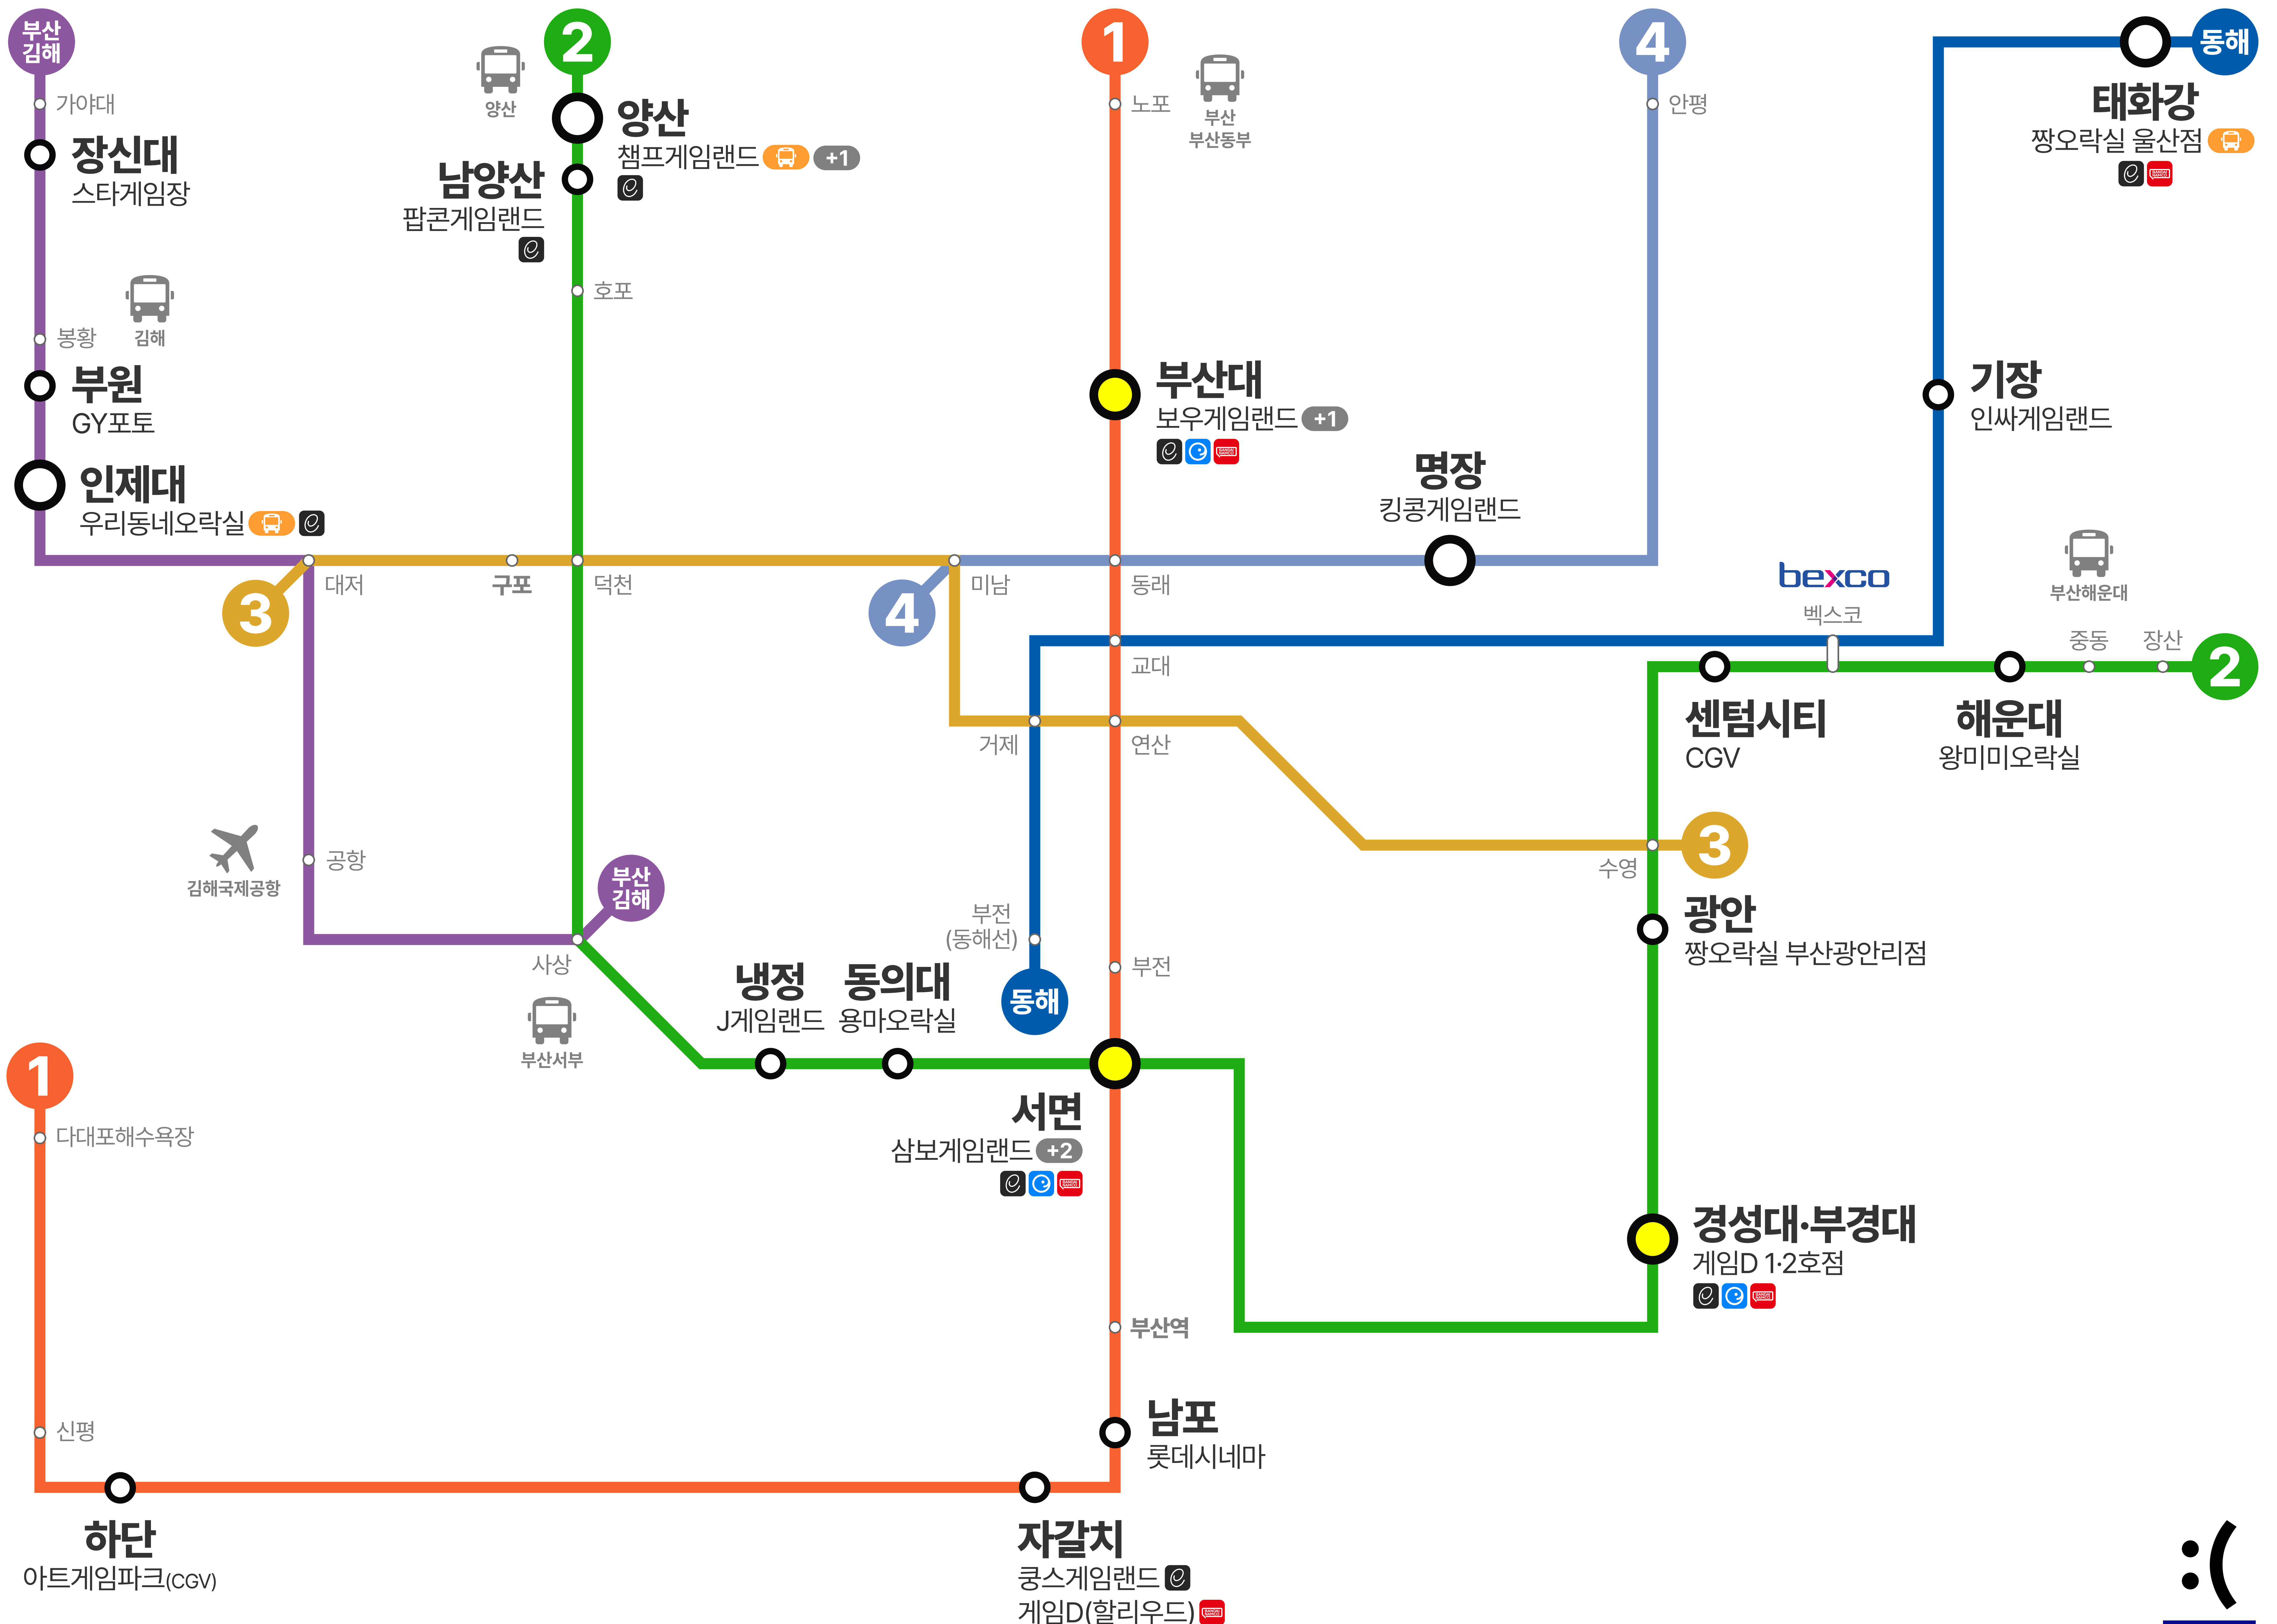 부산
김해
2
1
4
동해
가야대
장신대
스타게임장
양산
양산
챔프게임랜드 +1
남양산
팝콘게임랜드
호포
노포
부산
부산동부
안평
태화강
짱오락실 울산점
김해
봉황
부원
GY포토
인제대
우리동네오락실
부산대
보우게임랜드 +1
BANDAI
NAMCO
명장
킹콩게임랜드
기장
인싸게임랜드
대저
3
구포
덕천
미남
4
동래
교대
거제
연산
bexco
벡스코
부산해운대
중동
장산
2
센텀시티
CGV
해운대
왕미미오락실
3
수영
광안
짱오락실 부산광안리점
공항
김해국제공항
부산
김해
사상
부산서부
냉정
J게임랜드
동의대
용마오락실
부전
(동해선)
동해
부전
서면
삼보게임랜드 +2
1
다대포해수욕장
신평
하단
아트게임파크(CGV)
경성대·부경대
게임D 1·2호점
부산역
남포
롯데시네마
자갈치
쿵스게임랜드
게임D(할리우드)
:(